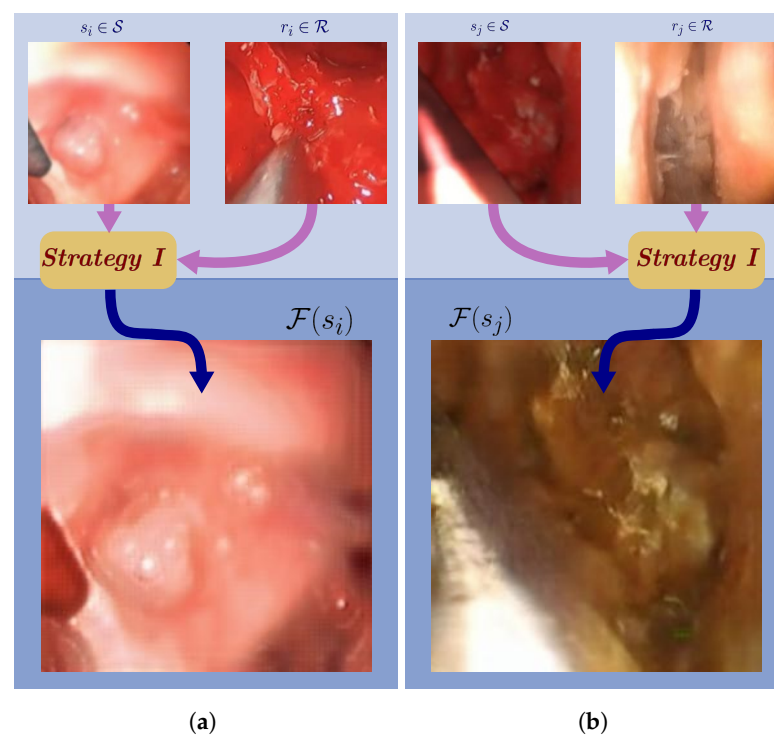 s_i ∈ 𝒮
r_i ∈ ℛ
s_j ∈ 𝒮
r_j ∈ ℛ
Strategy I
Strategy I
ℱ(s_i)
ℱ(s_j)
(a)
(b)